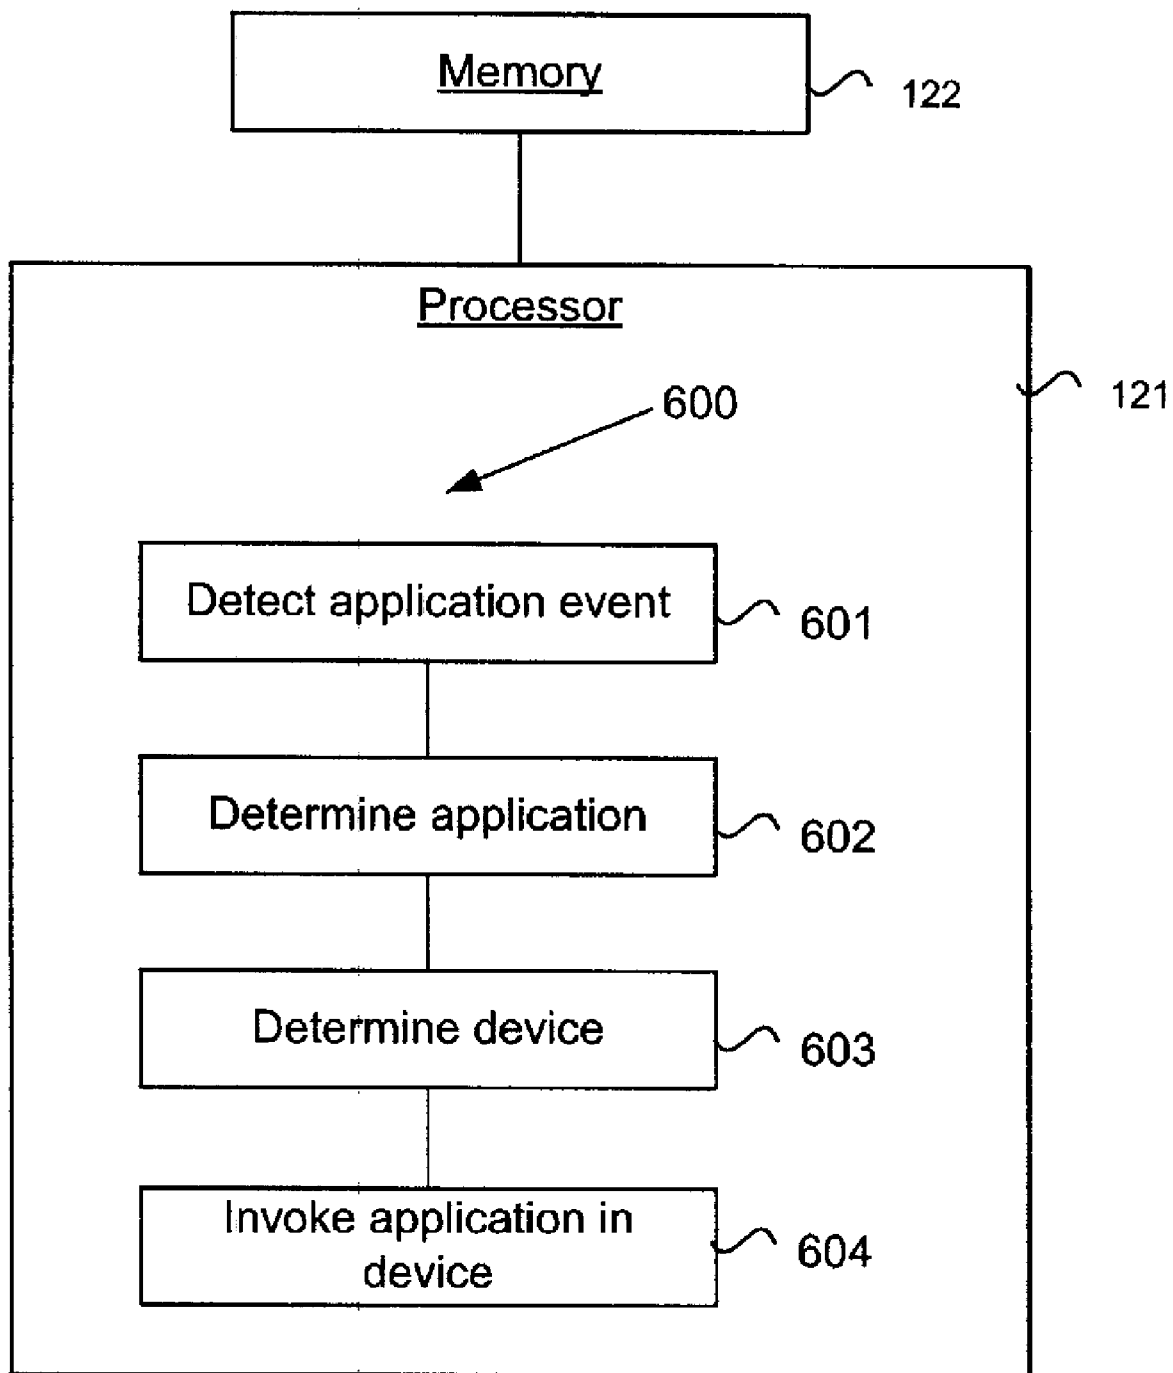 Memory
122
Processor
121
600
Detect application event
601
Determine application
602
Determine device
603
Invoke application in
device
604